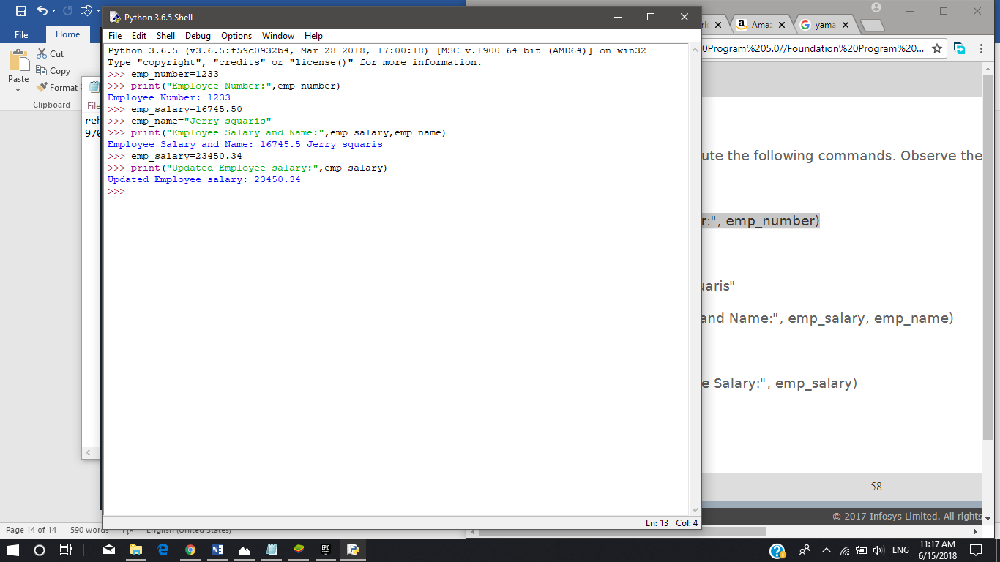 Python 3.6.5 Shell
File Edit Shell Debug Options Window Help
Python 3.6.5 (v3.6.5:f59c0932b4, Mar 28 2018, 17:00:18) [MSC v.1900 64 bit (AMD64)] on win32
Type "copyright", "credits" or "license()" for more information.
>>> emp_number=1233
>>> print("Employee Number:",emp_number)
Employee Number: 1233
>>> emp_salary=16745.50
>>> emp_name="Jerry squaris"
>>> print("Employee Salary and Name:",emp_salary,emp_name)
Employee Salary and Name: 16745.5 Jerry squaris
>>> emp_salary=23450.34
>>> print("Updated Employee salary:",emp_salary)
Updated Employee salary: 23450.34
>>>
Ln: 13 Col: 4
File Home
Cut
Copy
Paste
Format
Clipboard
File
reh
976
Page 14 of 14 590 words English (United States)
Amaz
yama
0Program%205.0//Foundation%20Program%20...
ute the following commands. Observe the
r:", emp_number)
uaris"
and Name:", emp_salary, emp_name)
e Salary:", emp_salary)
58
© 2017 Infosys Limited. All rights
EPIC
ENG
11:17 AM
6/15/2018